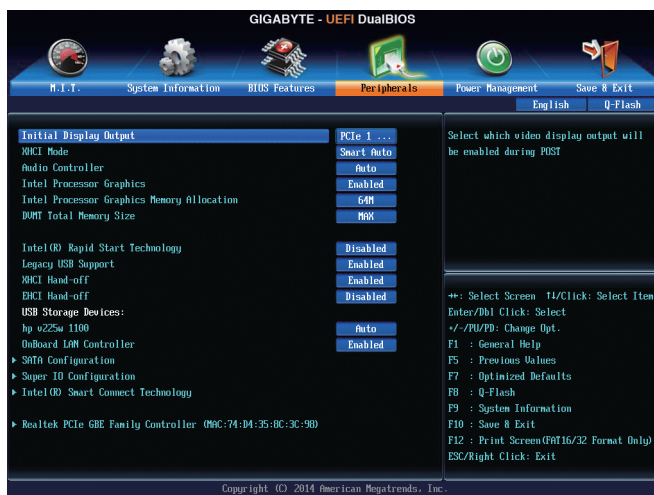 GIGABYTE - UEFI DualBIOS
M.I.T. System Information BIOS Features Peripherals Power Management Save & Exit
English Q-Flash
Initial Display Output PCIe 1 ...
XHCI Mode Smart Auto
Audio Controller Auto
Intel Processor Graphics Enabled
Intel Processor Graphics Memory Allocation 64M
DVMT Total Memory Size MAX
Intel(R) Rapid Start Technology Disabled
Legacy USB Support Enabled
XHCI Hand-off Enabled
EHCI Hand-off Disabled
USB Storage Devices:
hp v225w 1100 Auto
OnBoard LAN Controller Enabled
SATA Configuration
Super IO Configuration
Intel(R) Smart Connect Technology
Realtek PCIe GBE Family Controller (MAC:74:D4:35:8C:3C:98)
Select which video display output will
be enabled during POST
→←: Select Screen ↑↓/Click: Select Item
Enter/Dbl Click: Select
+/-/PU/PD: Change Opt.
F1 : General Help
F5 : Previous Values
F7 : Optimized Defaults
F8 : Q-Flash
F9 : System Information
F10 : Save & Exit
F12 : Print Screen(FAT16/32 Format Only)
ESC/Right Click: Exit
Copyright (C) 2014 American Megatrends, Inc.